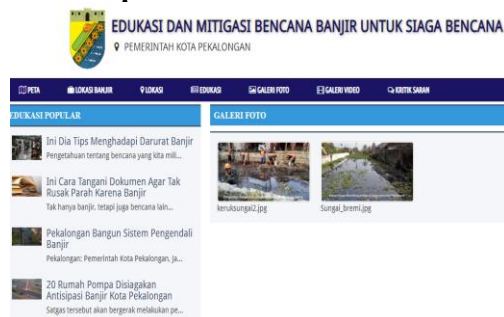 EDUKASI DAN MITIGASI BENCANA BANJIR UNTUK SIAGA BENCANA
PEMERINTAH KOTA PEKALONGAN
PETA LOKASI BANJIR LOKASI EDUKASI GALERI FOTO GALERI VIDEO KRITIK SARAN
EDUKASI POPULAR
Ini Dia Tips Menghadapi Darurat Banjir
Pengetahuan tentang bencana yang kita mili...
Ini Cara Tangani Dokumen Agar Tak
Rusak Parah Karena Banjir
Tak hanya banjir, tetapi juga bencana lain...
Pekalongan Bangun Sistem Pengendali
Banjir
Pekalongan: Pemerintah Kota Pekalongan, Ja...
20 Rumah Pompa Disiagakan
Antisipasi Banjir Kota Pekalongan
Satgas tersebut akan bergerak melakukan pe...
GALERI FOTO
keruksungai2.jpg
Sungai_bremi.jpg